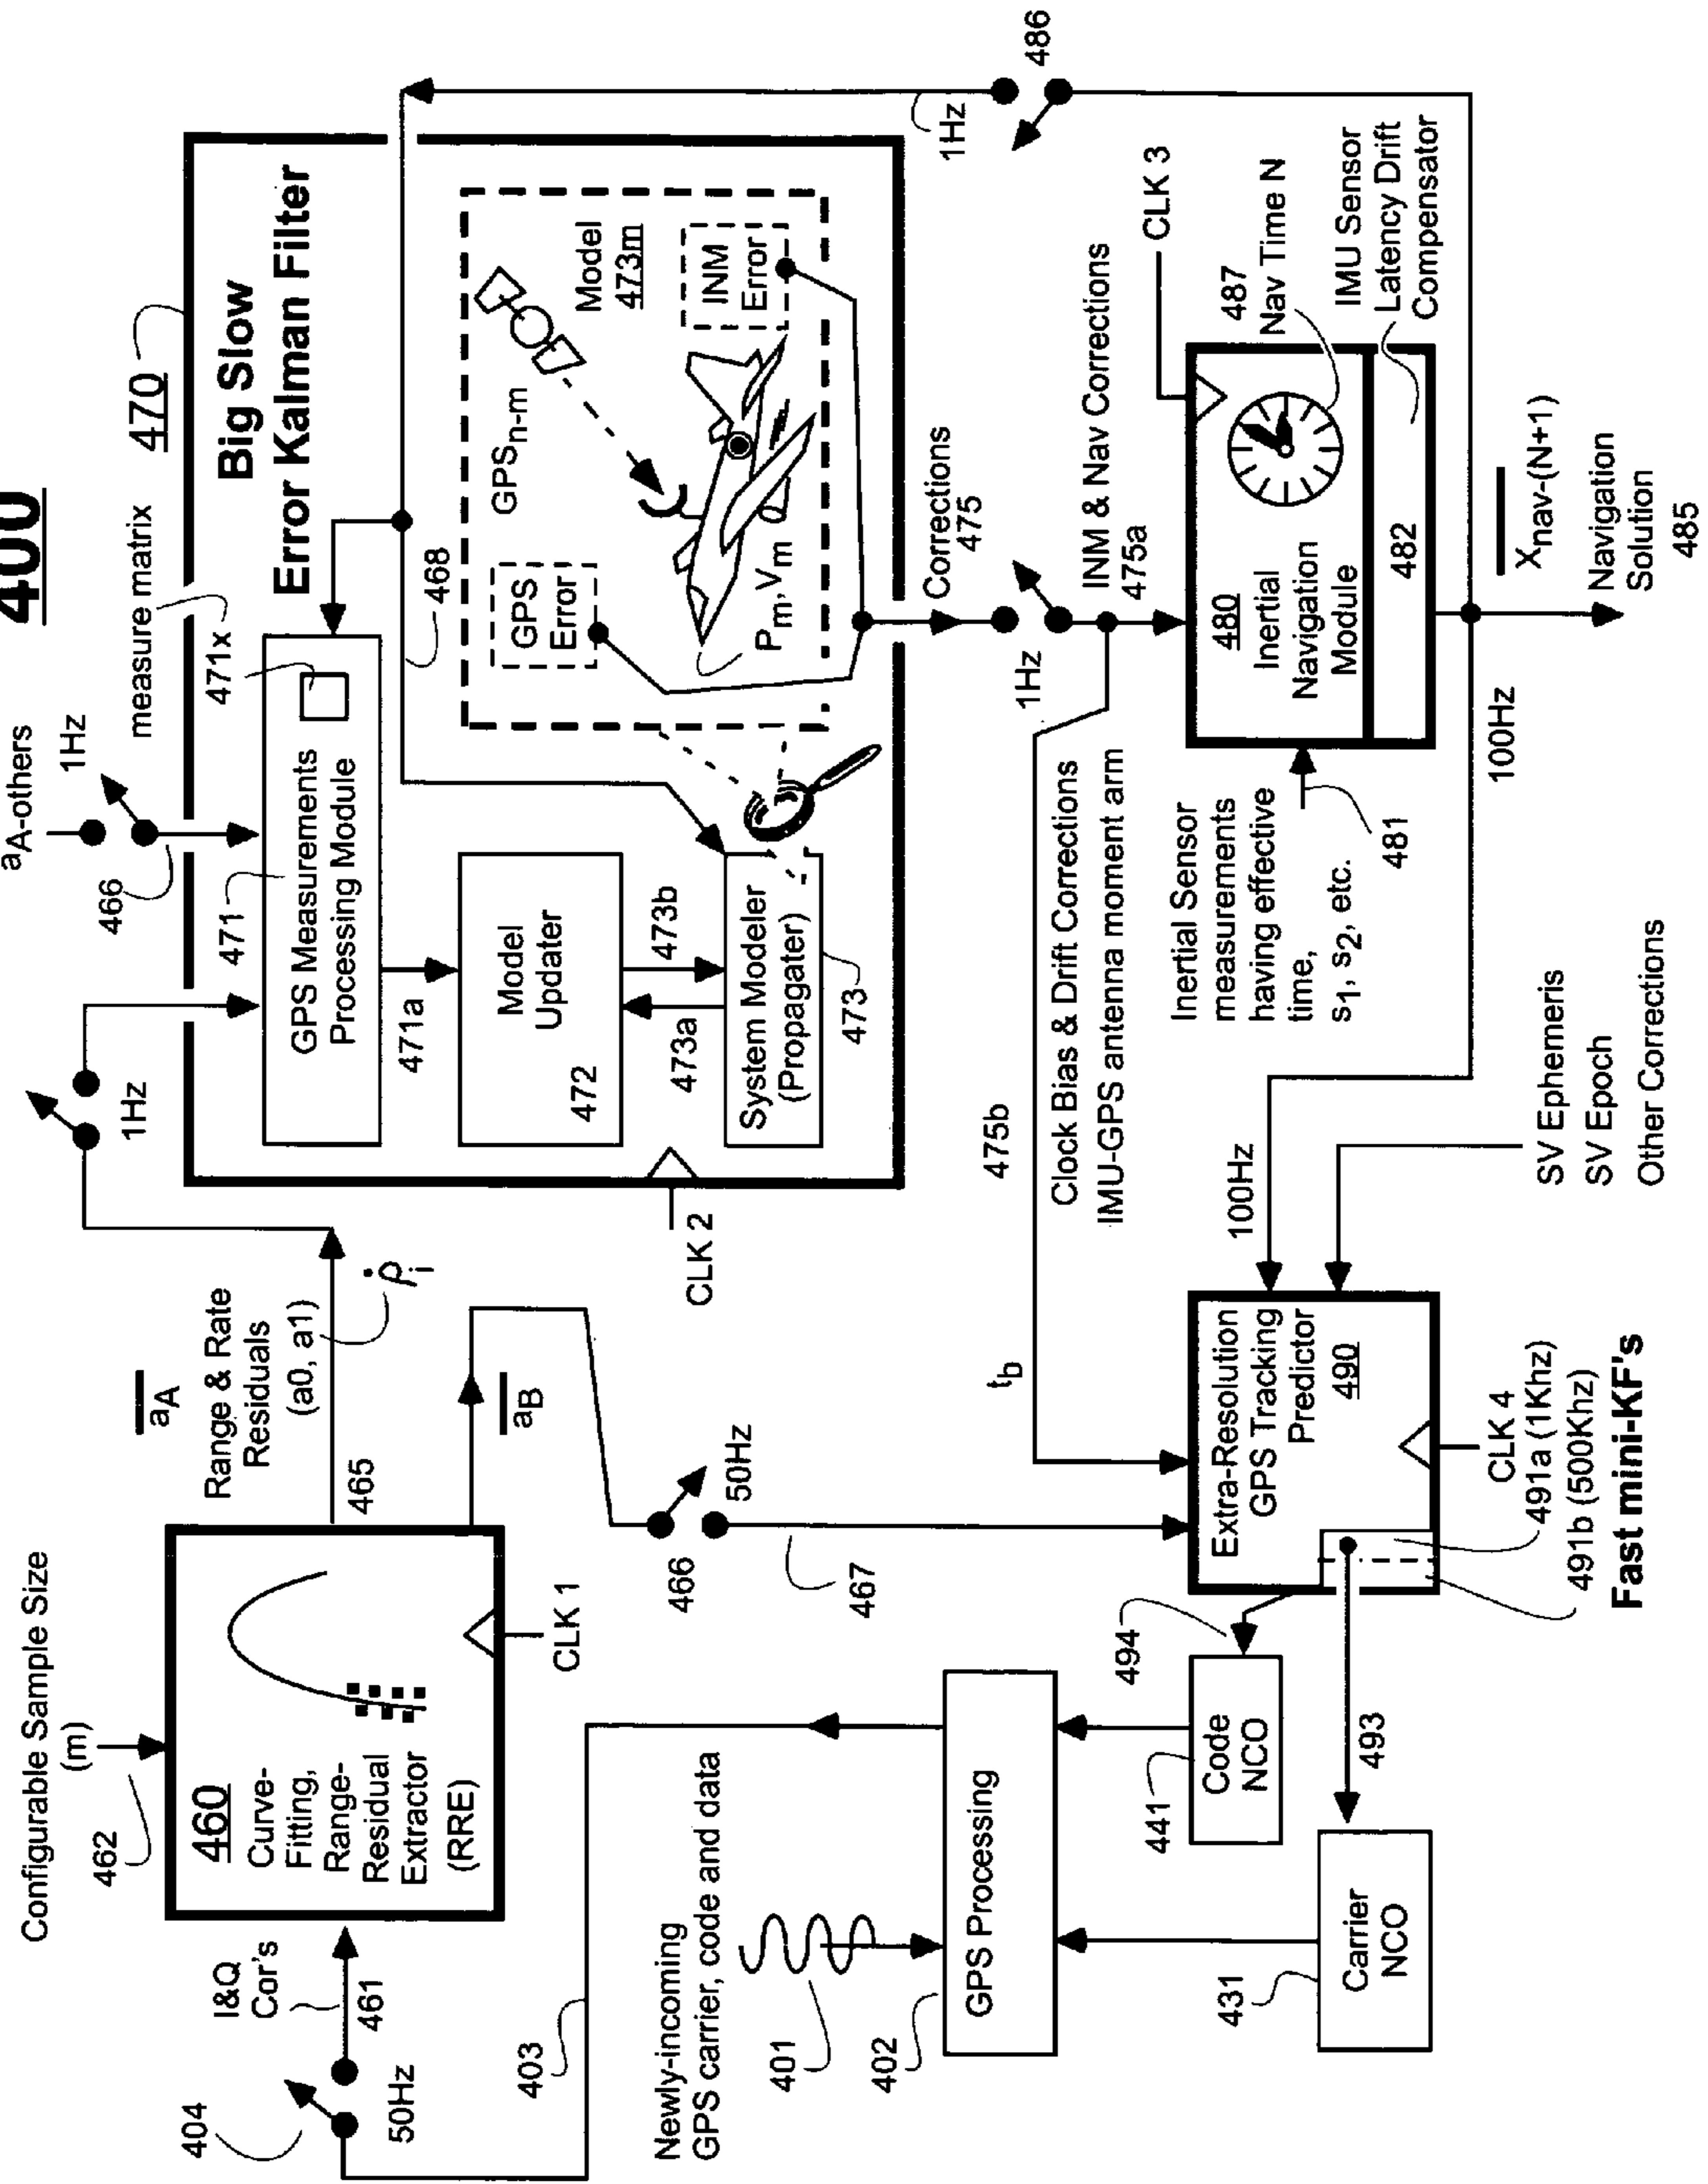 400
Configurable Sample Size
(m)
462
460
Curve-
Fitting,
Range-
Residual
Extractor
(RRE)
CLK 1
I&Q
Cor's
461
404
50Hz
403
aA
Range & Rate
Residuals
(a0, a1)
465
ρ̇i
aB
1Hz
aA-others
1Hz
466
measure matrix
471x
470
Big Slow
Error Kalman Filter
471
GPS Measurements
Processing Module
471a
Model
Updater
472
473a
473b
System Modeler
(Propagater)
473
CLK 2
468
GPS
Error
GPSn-m
Model
473m
INM
Error
Pm, Vm
Corrections
475
1Hz
486
1Hz
INM & Nav Corrections
475a
475b
Clock Bias & Drift Corrections
IMU-GPS antenna moment arm
tb
CLK 3
480
Inertial
Navigation
Module
482
487
Nav Time N
IMU Sensor
Latency Drift
Compensator
Inertial Sensor
measurements
having effective
time,
s1, s2, etc.
481
100Hz
Xnav-(N+1)
Navigation
Solution
485
466
50Hz
467
100Hz
SV Ephemeris
SV Epoch
Other Corrections
Extra-Resolution
GPS Tracking
Predictor
490
CLK 4
491a (1Khz)
491b (500Khz)
Fast mini-KF's
494
493
Newly-incoming
GPS carrier, code and data
401
402
GPS Processing
441
Code
NCO
431
Carrier
NCO